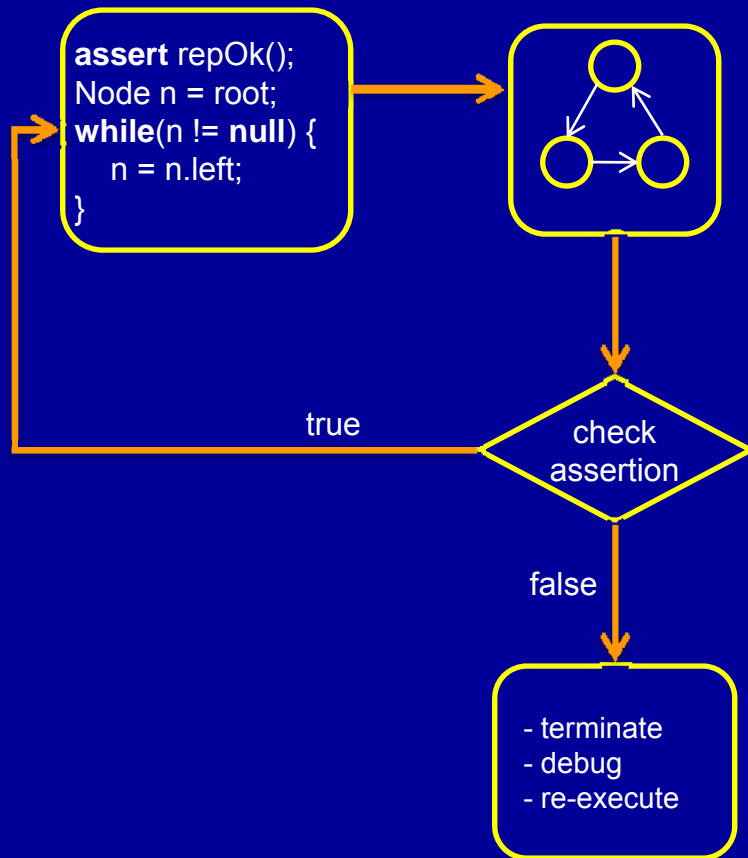 assert repOk();
Node n = root;
while(n != null) {
n = n.left;
}
true
check
assertion
false
- terminate
- debug
- re-execute